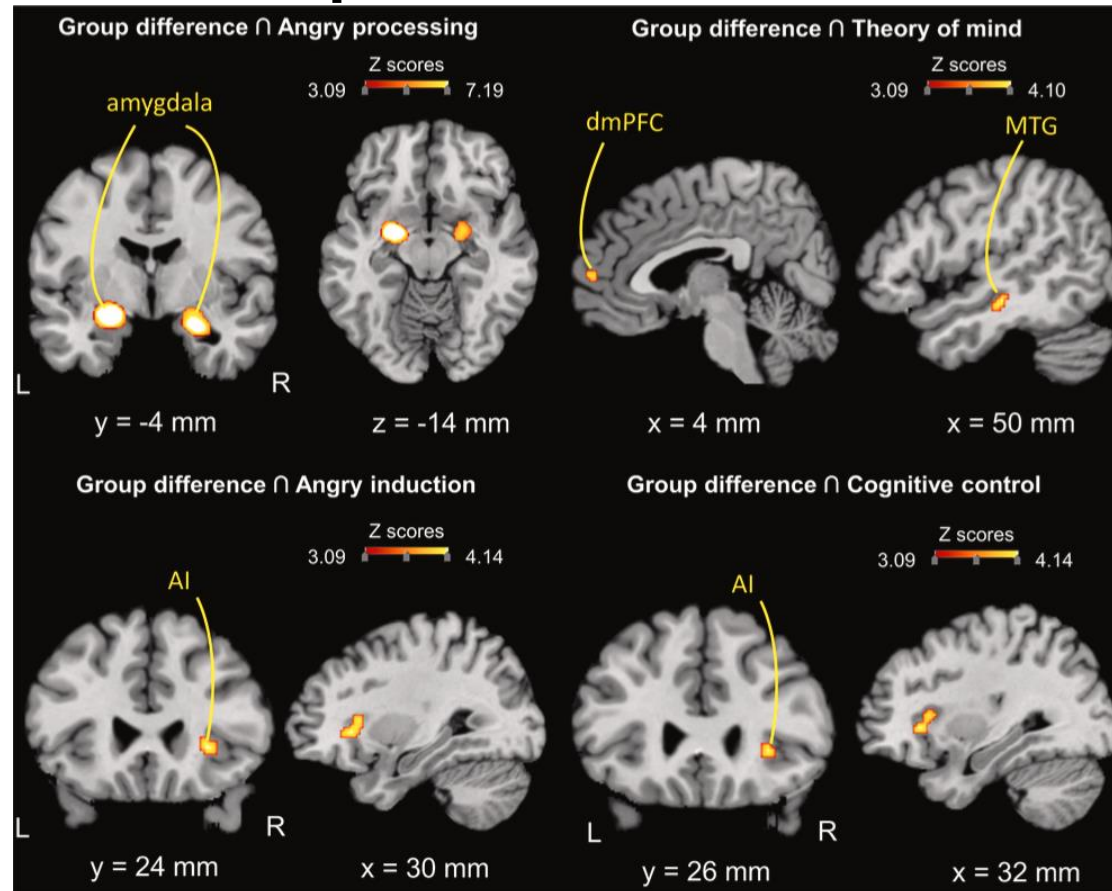 Group difference ∩ Angry processing
Z scores
3.09 7.19
amygdala
L R
y = -4 mm z = -14 mm
Group difference ∩ Theory of mind
Z scores
3.09 4.10
dmPFC MTG
x = 4 mm x = 50 mm
Group difference ∩ Angry induction
Z scores
3.09 4.14
AI
L R
y = 24 mm x = 30 mm
Group difference ∩ Cognitive control
Z scores
3.09 4.14
AI
L R
y = 26 mm x = 32 mm